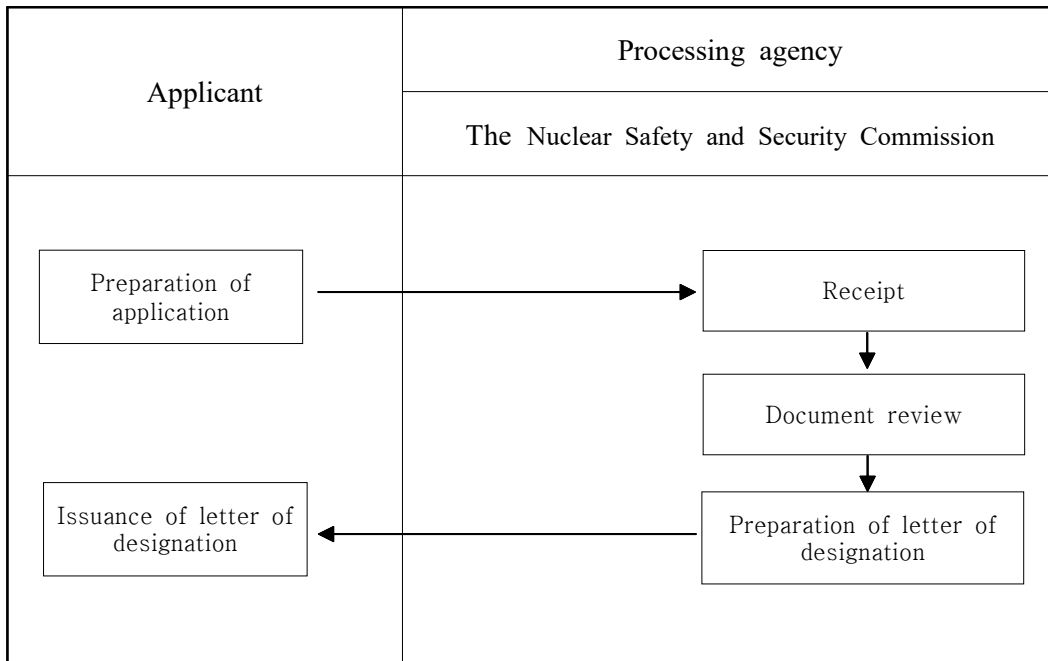 Applicant
Processing agency
The Nuclear Safety and Security Commission
Preparation of
application
Receipt
Document review
Issuance of letter of
designation
Preparation of letter of
designation